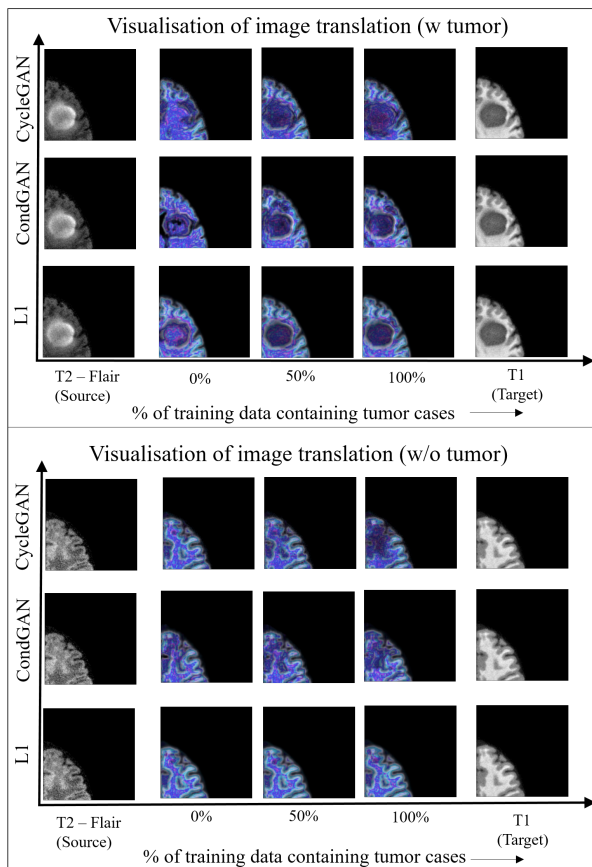 Visualisation of image translation (w tumor)
CycleGAN
CondGAN
L1
T2 – Flair
(Source)
0%
50%
100%
T1
(Target)
% of training data containing tumor cases
Visualisation of image translation (w/o tumor)
CycleGAN
CondGAN
L1
T2 – Flair
(Source)
0%
50%
100%
T1
(Target)
% of training data containing tumor cases